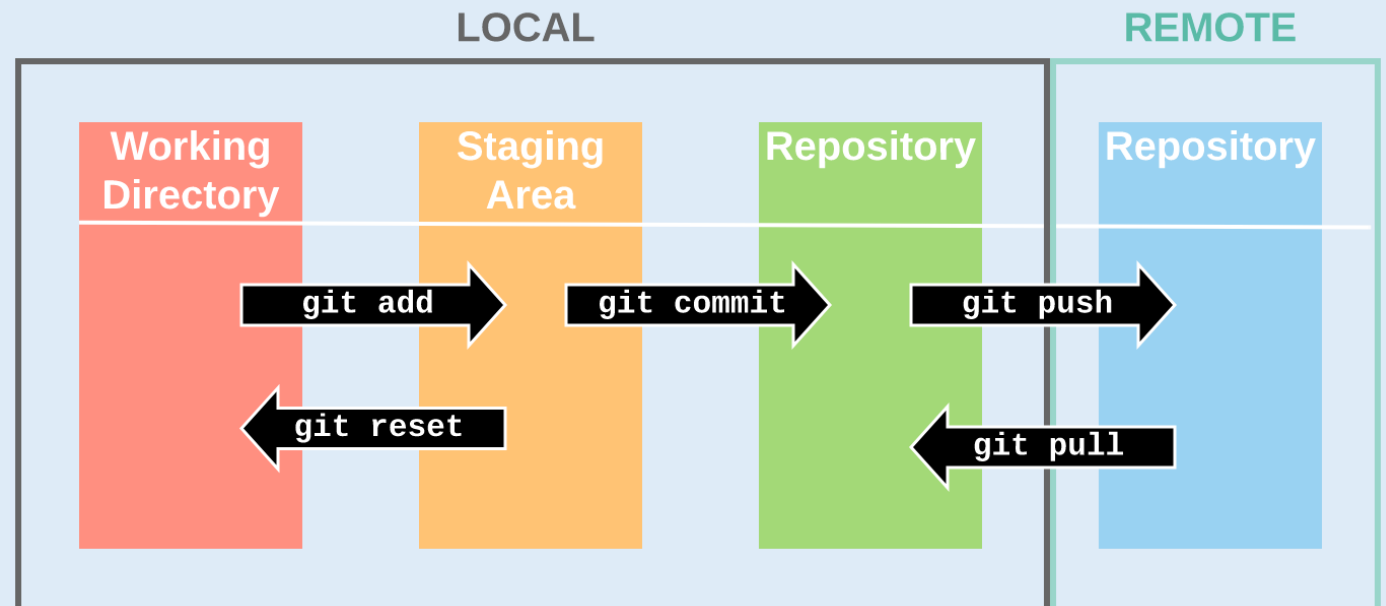 LOCAL
REMOTE
Working
Directory
Staging
Area
Repository
Repository
git add
git commit
git push
git reset
git pull